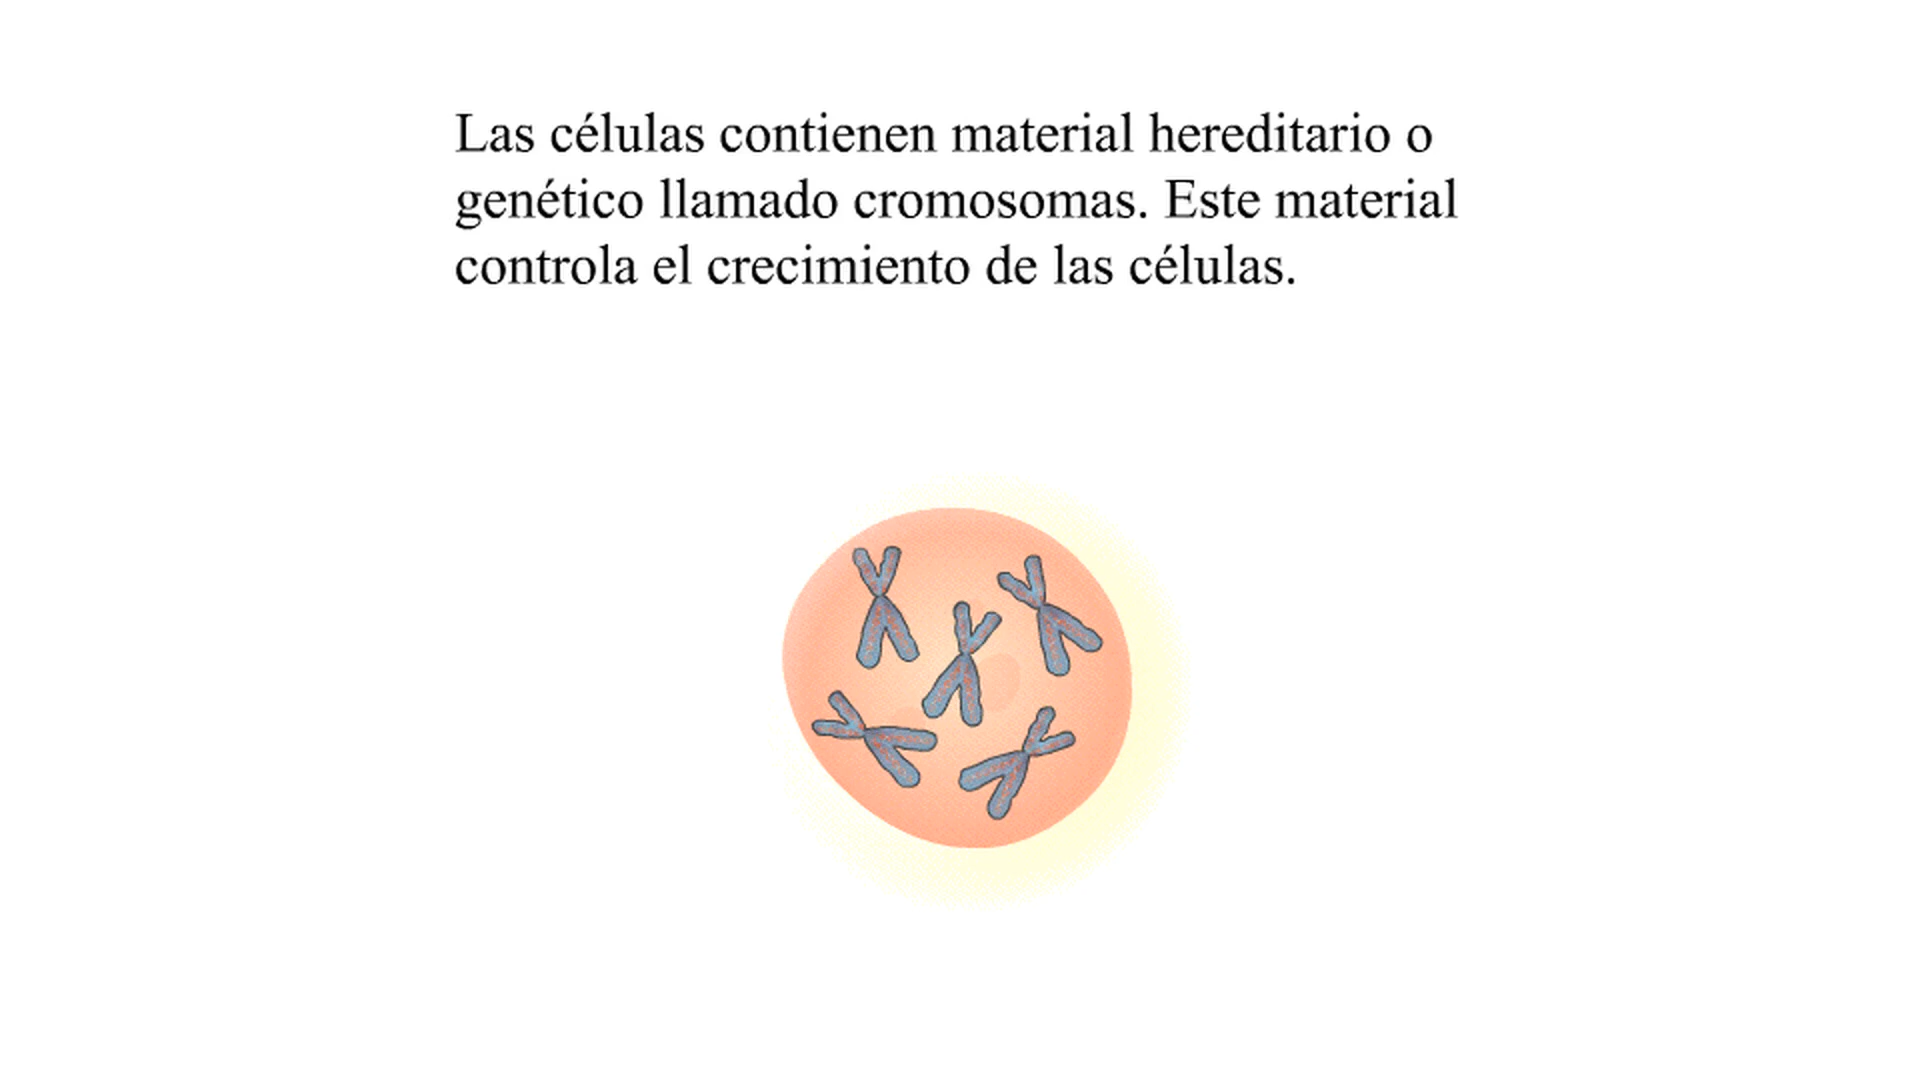 Las células contienen material hereditario o
genético llamado cromosomas. Este material
controla el crecimiento de las células.